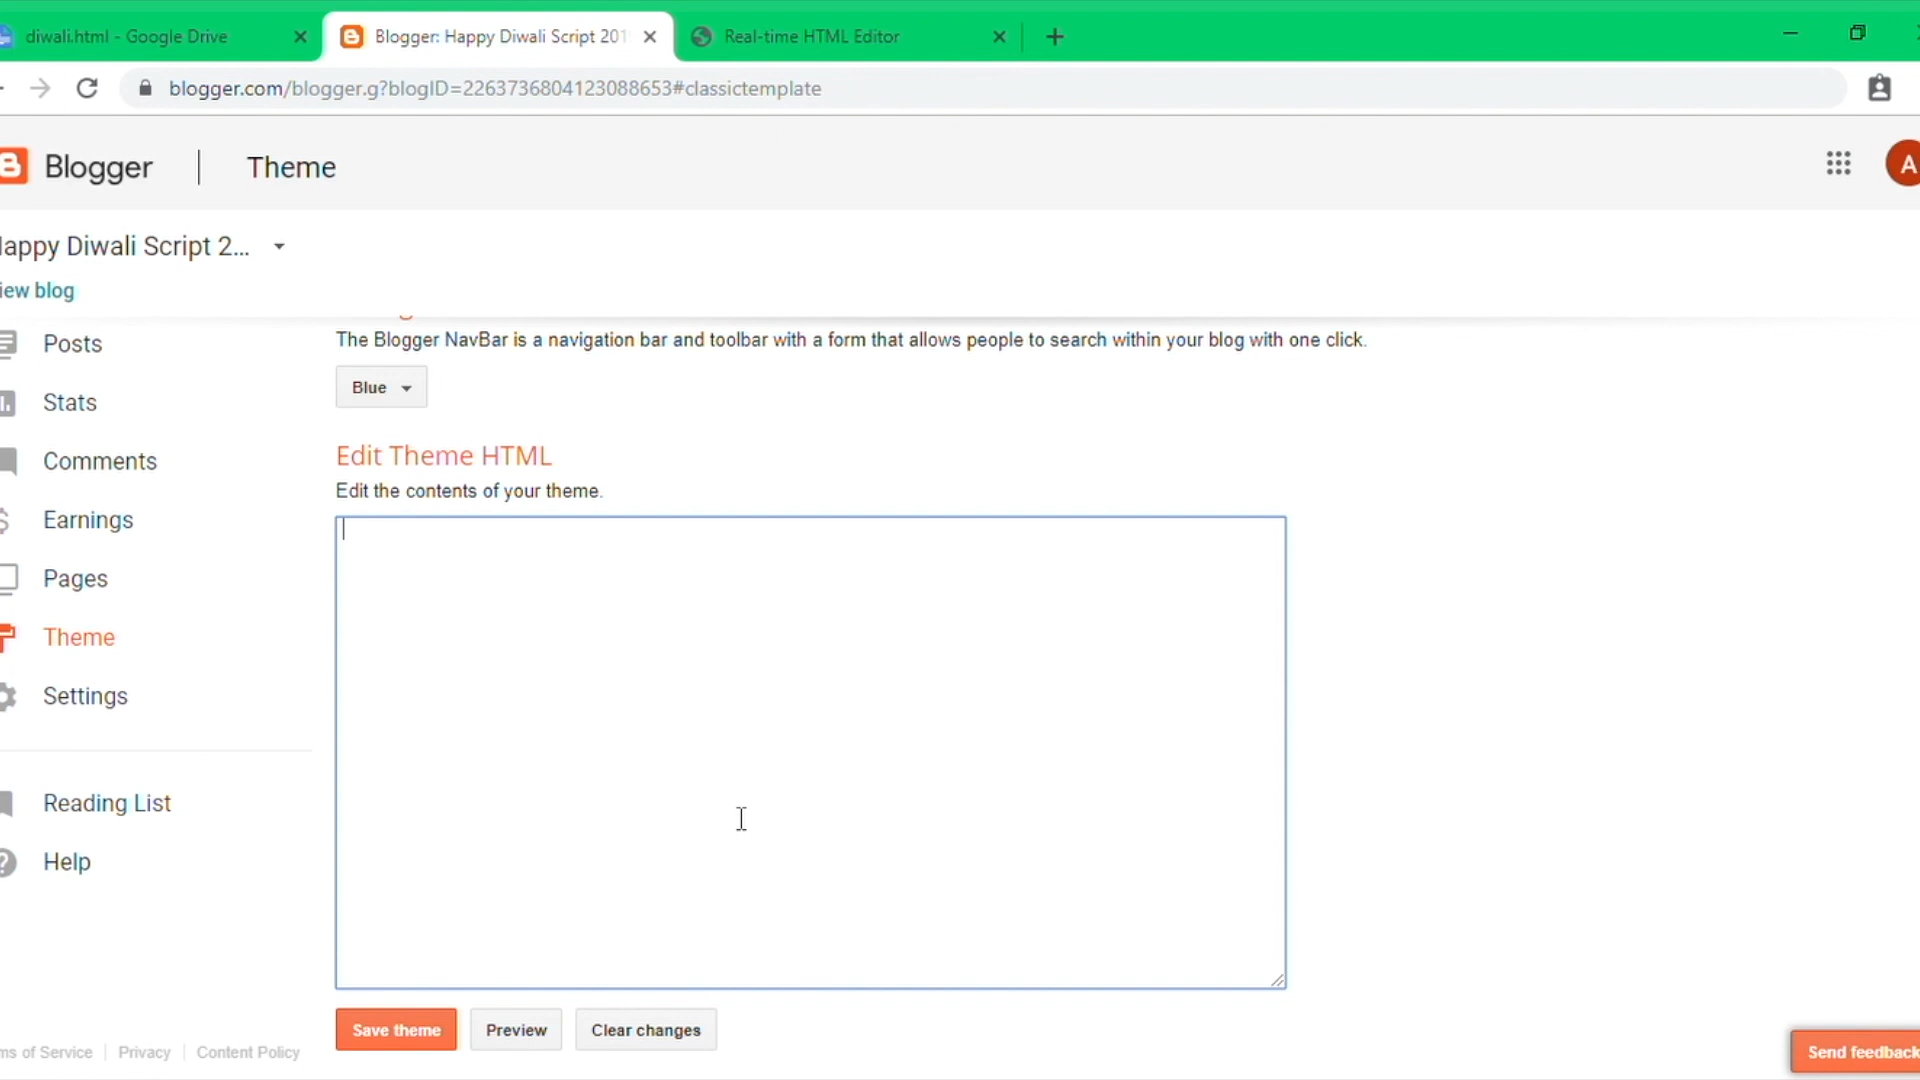 diwali.html - Google Drive
Blogger: Happy Diwali Script 201
Real-time HTML Editor
blogger.com/blogger.g?blogID=2263736804123088653#classictemplate
Blogger
Theme
A
appy Diwali Script 2...
iew blog
The Blogger NavBar is a navigation bar and toolbar with a form that allows people to search within your blog with one click.
Blue
Posts
Stats
Comments
Earnings
Pages
Theme
Settings
Reading List
Help
Edit Theme HTML
Edit the contents of your theme.
Save theme
Preview
Clear changes
ms of Service
Privacy
Content Policy
Send feedback